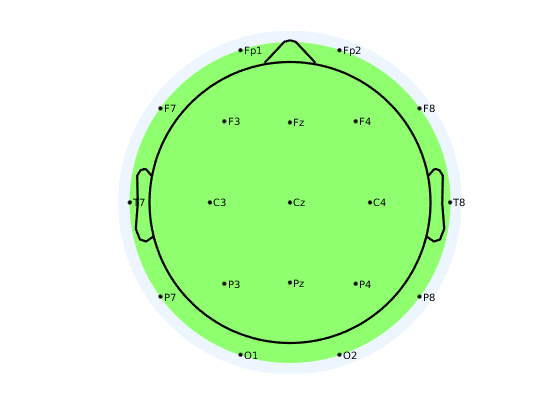 Fp1 Fp2
F7 F8
F3 Fz F4
T7 C3 Cz C4 T8
P3 Pz P4
P7 P8
O1 O2